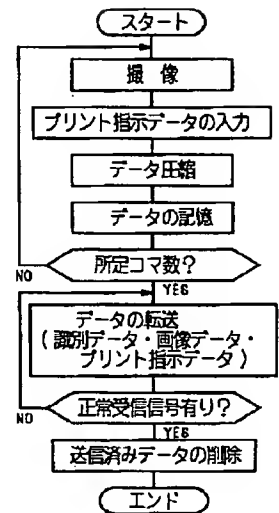 スタート
撮像
プリント指示データの入力
データ圧縮
データの記憶
所定コマ数?
NO
YES
データの転送
(識別データ・画像データ・
プリント指示データ)
正常受信信号有り?
NO
YES
送信済みデータの削除
エンド